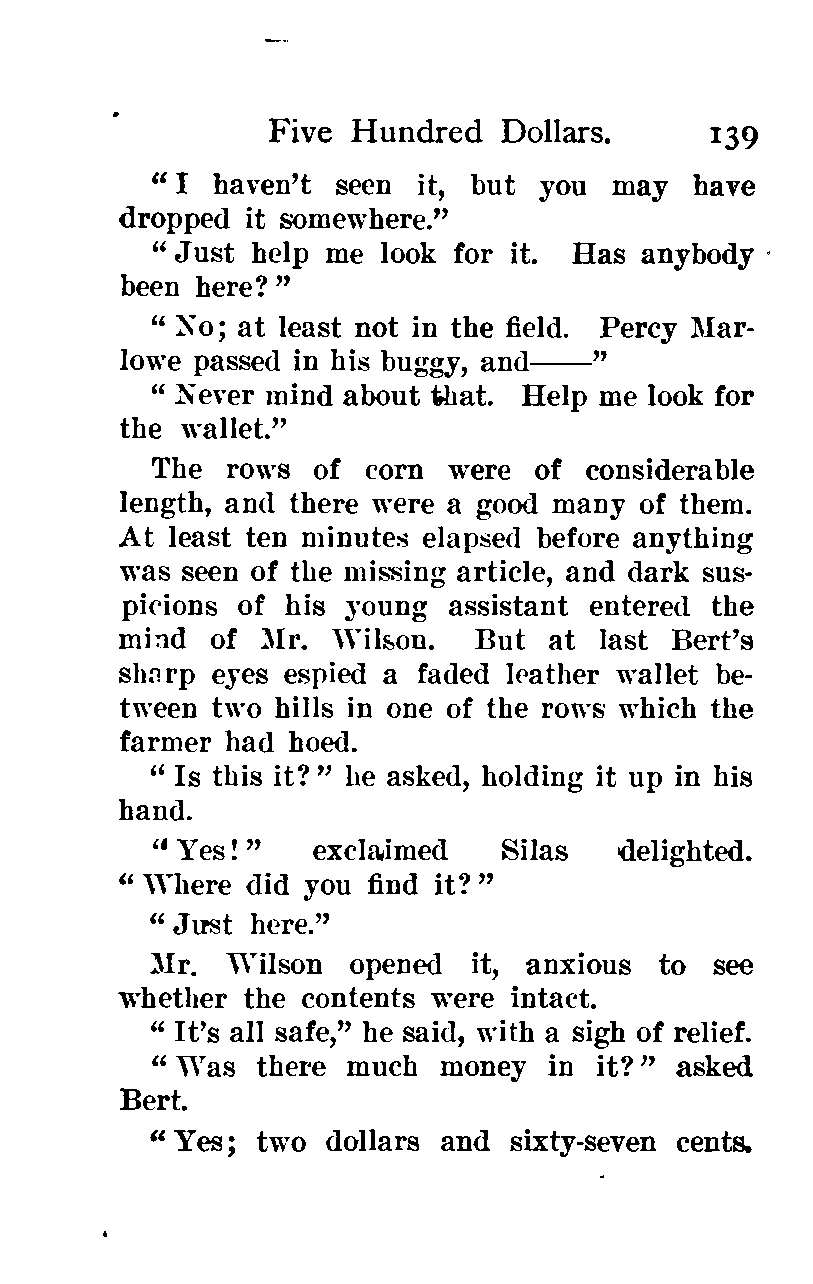 Five Hundred Dollars. 139
“ I haven’t seen it, but you may have
dropped it somewhere.”
“ Just help me look for it. Has anybody
been here? ”
“ No; at least not in the field. Percy Mar-
lowe passed in his buggy, and——”
“ Never mind about that. Help me look for
the wallet.”
The rows of corn were of considerable
length, and there were a good many of them.
At least ten minutes elapsed before anything
was seen of the missing article, and dark sus-
picions of his young assistant entered the
mind of Mr. Wilson. But at last Bert’s
sharp eyes espied a faded leather wallet be-
tween two hills in one of the rows which the
farmer had hoed.
“ Is this it? ” he asked, holding it up in his
hand.
“ Yes! ” exclaimed Silas delighted.
“ Where did you find it? ”
“ Just here.”
Mr. Wilson opened it, anxious to see
whether the contents were intact.
“ It’s all safe,” he said, with a sigh of relief.
“ Was there much money in it? ” asked
Bert.
“ Yes; two dollars and sixty-seven cents.